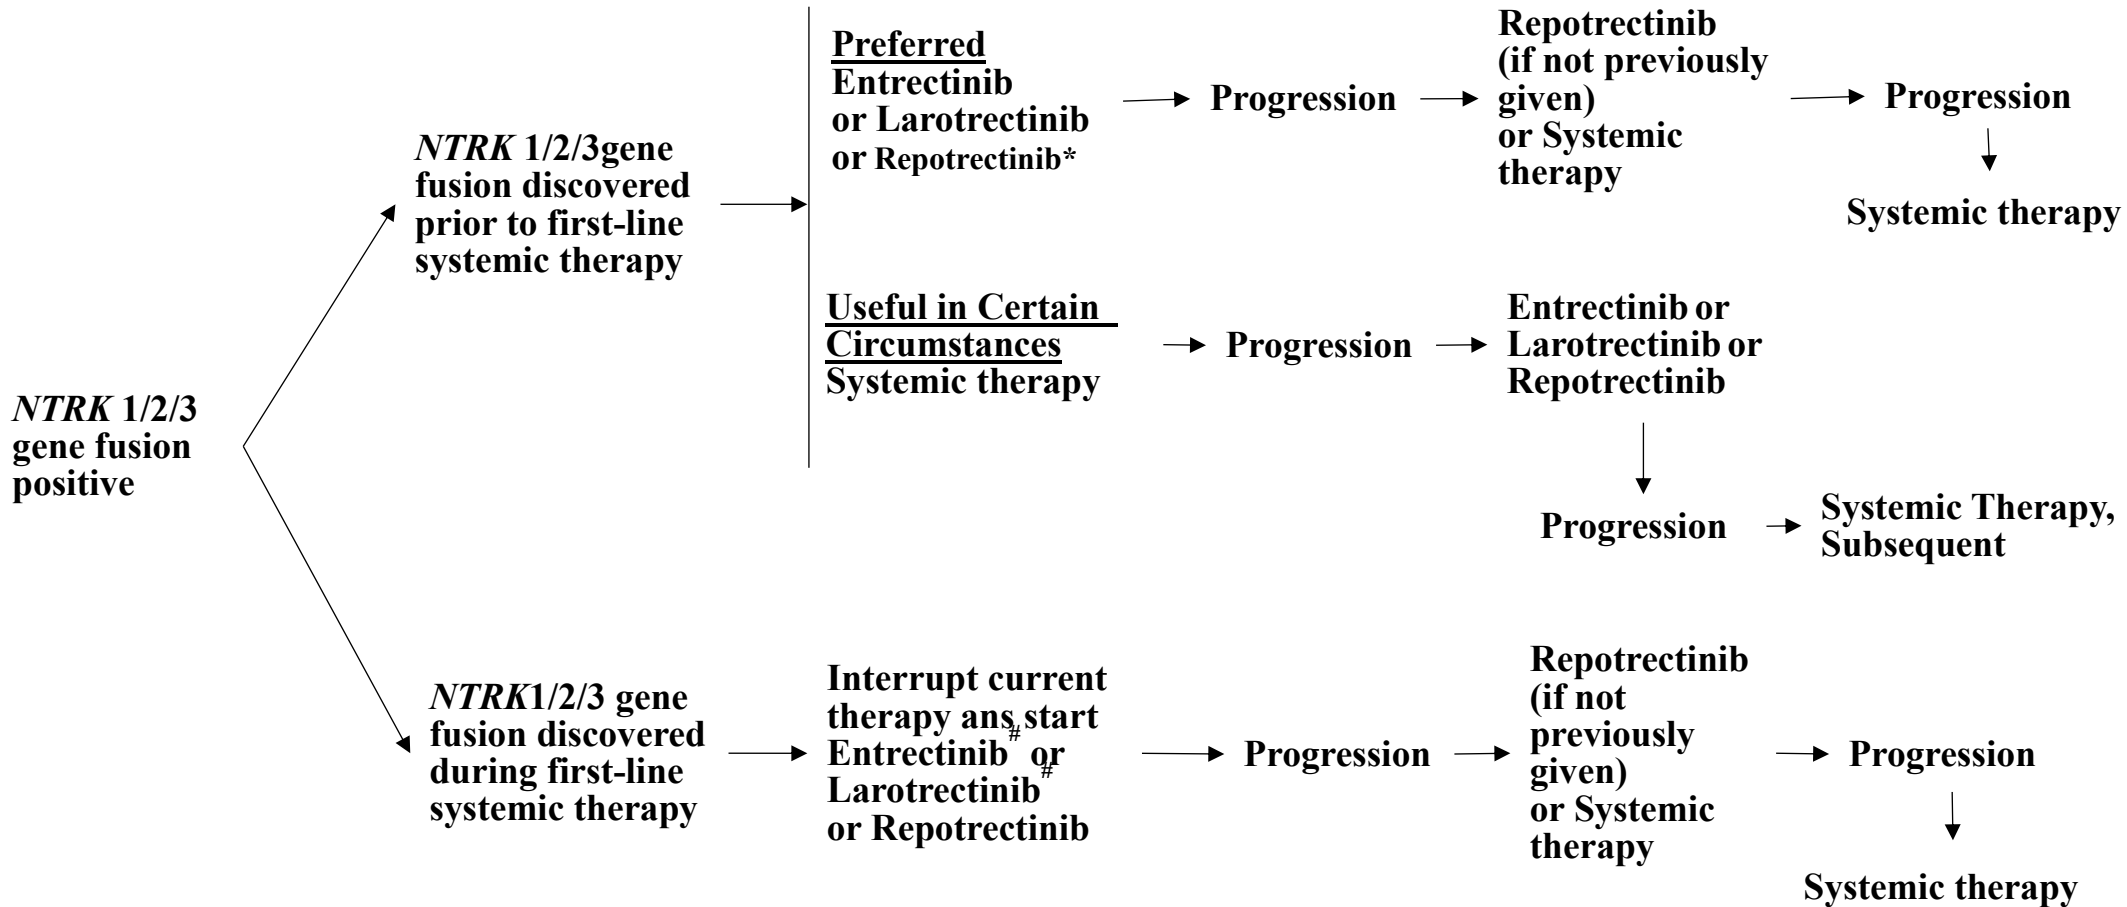 NTRK 1/2/3
gene fusion
positive
NTRK 1/2/3gene
fusion discovered
prior to first-line
systemic therapy
Preferred
Entrectinib
or Larotrectinib
or Repotrectinib*
Progression
Repotrectinib
(if not previously
given)
or Systemic
therapy
Progression
Systemic therapy
Useful in Certain
Circumstances
Systemic therapy
Progression
Entrectinib or
Larotrectinib or
Repotrectinib
Progression
Systemic Therapy,
Subsequent
NTRK1/2/3 gene
fusion discovered
during first-line
systemic therapy
Interrupt current
therapy ans start
Entrectinib# or
Larotrectinib#
or Repotrectinib
Progression
Repotrectinib
(if not
previously
given)
or Systemic
therapy
Progression
Systemic therapy